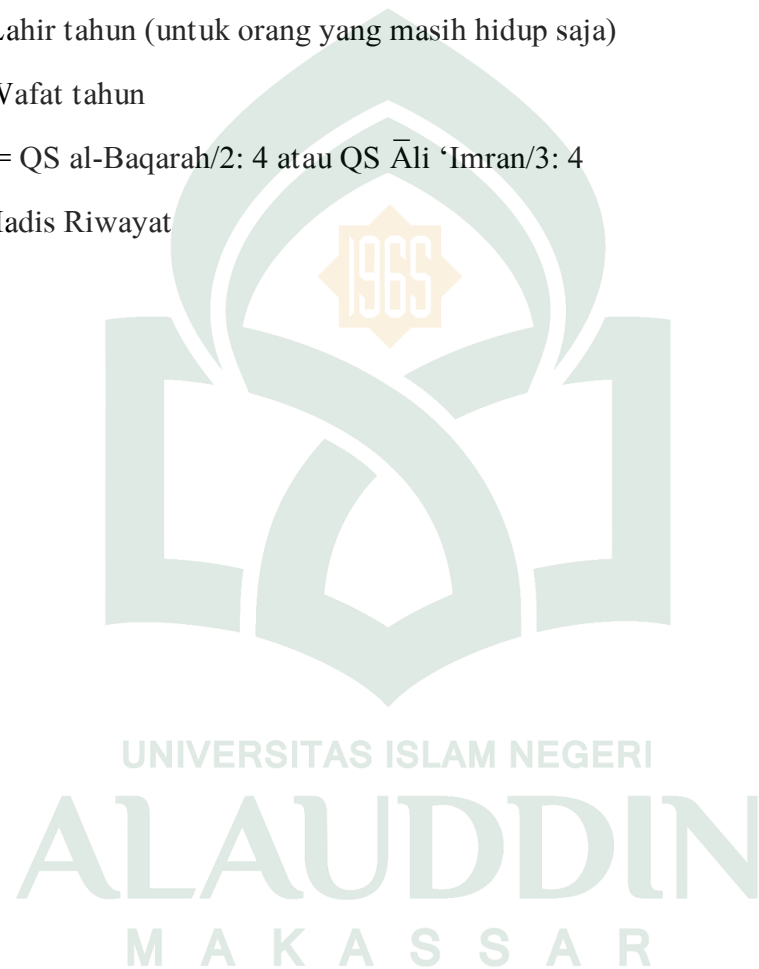 Lahir tahun (untuk orang yang masih hidup saja)
Wafat tahun
= QS al-Baqarah/2: 4 atau QS Āli ‘Imran/3: 4
Hadis Riwayat
1965
UNIVERSITAS ISLAM NEGERI
ALAUDDIN
MAKASSAR